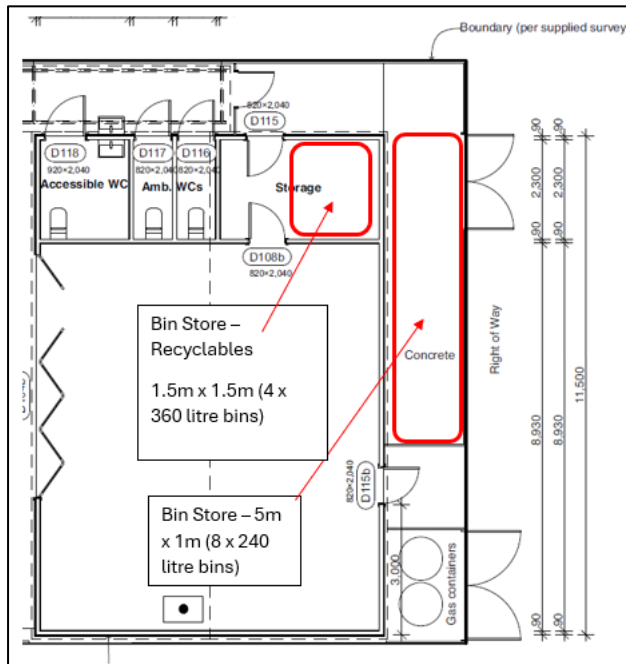 Boundary (per supplied survey
820×2,040
D115
D118
D117
D116
920×2,040
820×2,040
820×2,040
Accessible WC
Amb. WCs
Storage
D108b
820×2,040
90
90
2,300
2,300
90
90
Bin Store –
Recyclables
1.5m x 1.5m (4 x
360 litre bins)
Concrete
Right of Way
11,500
8,930
8,930
820×2,040
D115b
Bin Store – 5m
x 1m (8 x 240
litre bins)
3,000
Gas containers
90
90